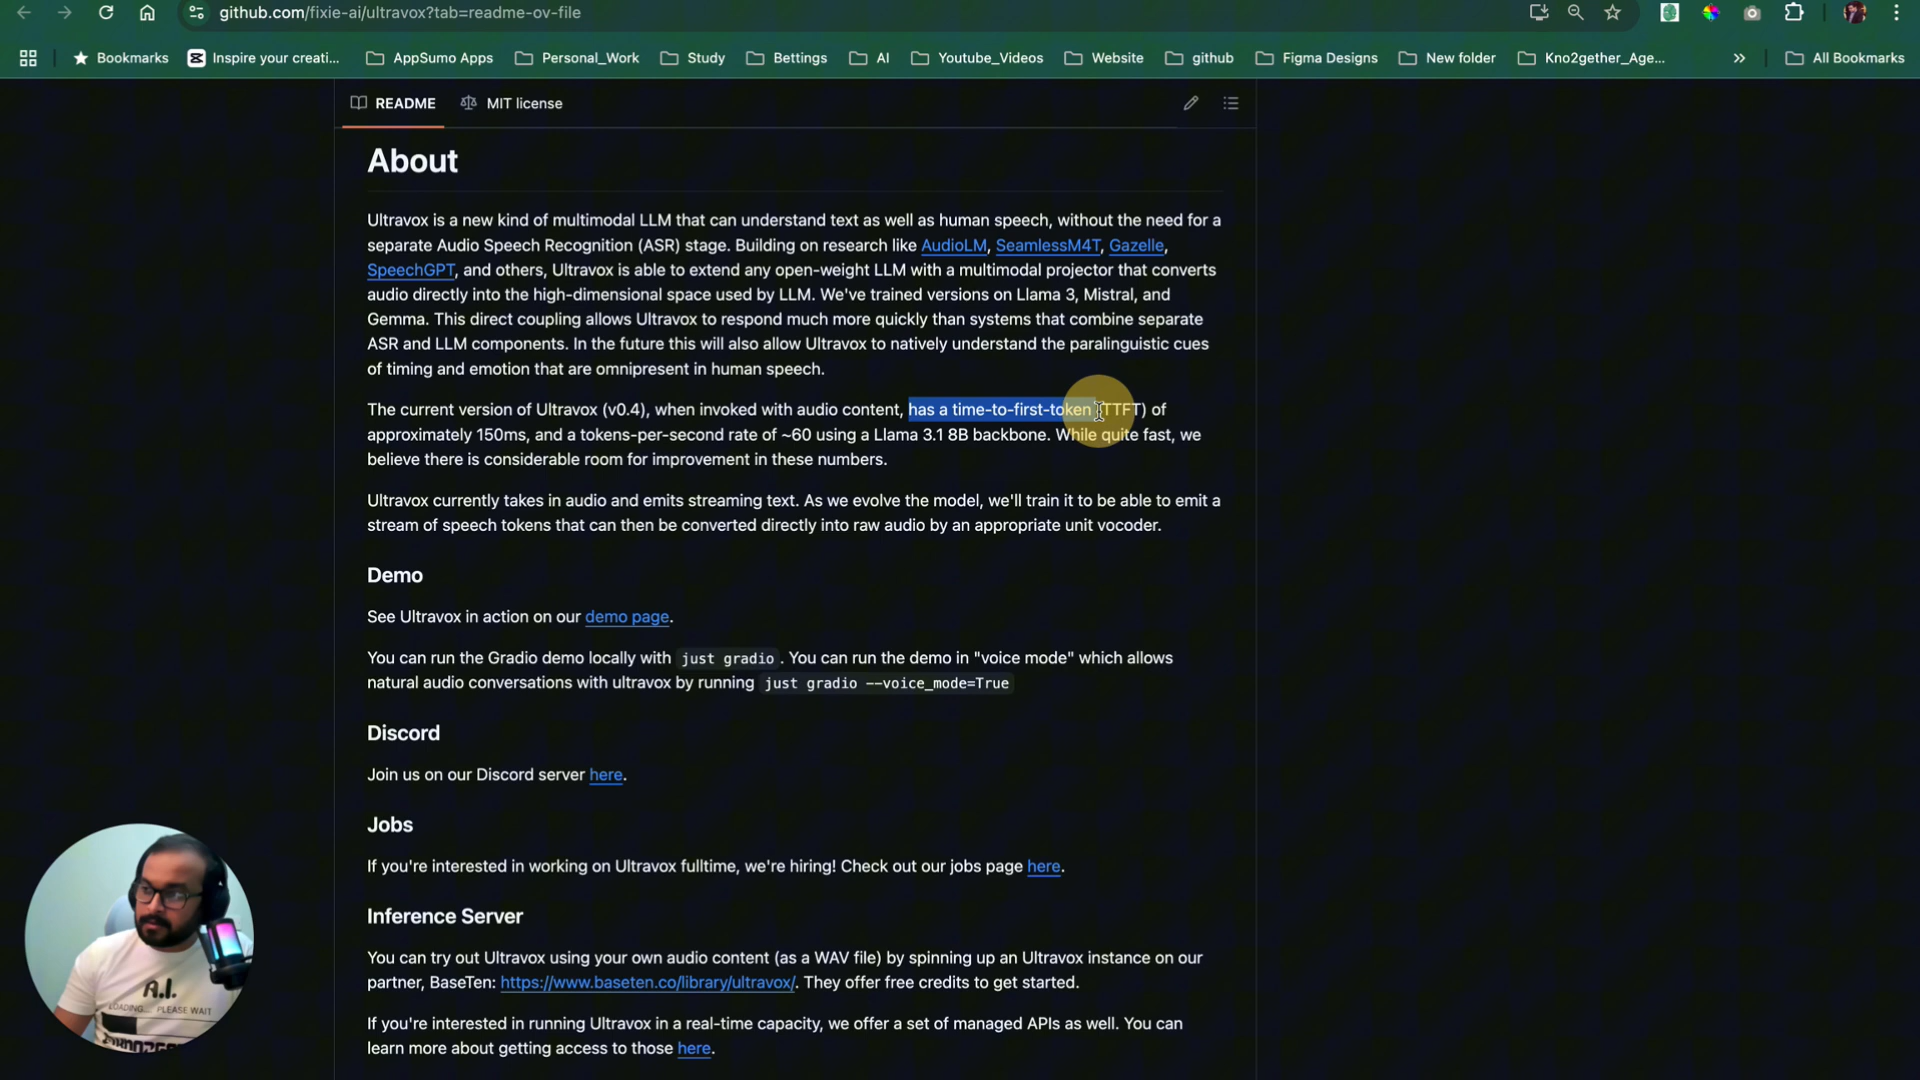 github.com/fixie-ai/ultravox?tab=readme-ov-file
Bookmarks Inspire your creati... AppSumo Apps Personal_Work Study Bettings AI Youtube_Videos Website github Figma Designs New folder Kno2gether_Age... » All Bookmarks
README MIT license
About
Ultravox is a new kind of multimodal LLM that can understand text as well as human speech, without the need for a
separate Audio Speech Recognition (ASR) stage. Building on research like AudioLM, SeamlessM4T, Gazelle,
SpeechGPT, and others, Ultravox is able to extend any open-weight LLM with a multimodal projector that converts
audio directly into the high-dimensional space used by LLM. We've trained versions on Llama 3, Mistral, and
Gemma. This direct coupling allows Ultravox to respond much more quickly than systems that combine separate
ASR and LLM components. In the future this will also allow Ultravox to natively understand the paralinguistic cues
of timing and emotion that are omnipresent in human speech.
The current version of Ultravox (v0.4), when invoked with audio content, has a time-to-first-token (TTFT) of
approximately 150ms, and a tokens-per-second rate of ~60 using a Llama 3.1 8B backbone. While quite fast, we
believe there is considerable room for improvement in these numbers.
Ultravox currently takes in audio and emits streaming text. As we evolve the model, we'll train it to be able to emit a
stream of speech tokens that can then be converted directly into raw audio by an appropriate unit vocoder.
Demo
See Ultravox in action on our demo page.
You can run the Gradio demo locally with just gradio. You can run the demo in "voice mode" which allows
natural audio conversations with ultravox by running just gradio --voice_mode=True
Discord
Join us on our Discord server here.
Jobs
If you're interested in working on Ultravox fulltime, we're hiring! Check out our jobs page here.
Inference Server
You can try out Ultravox using your own audio content (as a WAV file) by spinning up an Ultravox instance on our
partner, BaseTen: https://www.baseten.co/library/ultravox/. They offer free credits to get started.
If you're interested in running Ultravox in a real-time capacity, we offer a set of managed APIs as well. You can
learn more about getting access to those here.
A.I.
LOADING... PLEASE WAIT